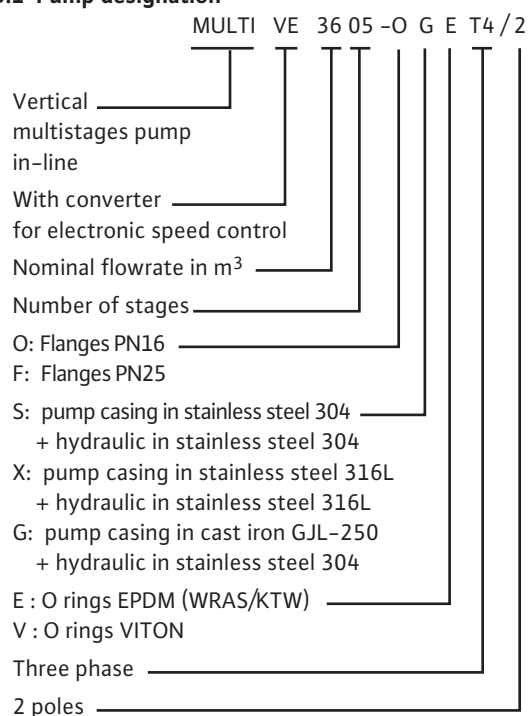 Pump designation
MULTI VE 36 05 -O G E T4 / 2
Vertical
multistages pump
in-line
With converter
for electronic speed control
Nominal flowrate in m³
Number of stages
O: Flanges PN16
F: Flanges PN25
S: pump casing in stainless steel 304
+ hydraulic in stainless steel 304
X: pump casing in stainless steel 316L
+ hydraulic in stainless steel 316L
G: pump casing in cast iron GJL-250
+ hydraulic in stainless steel 304
E : O rings EPDM (WRAS/KTW)
V : O rings VITON
Three phase
2 poles